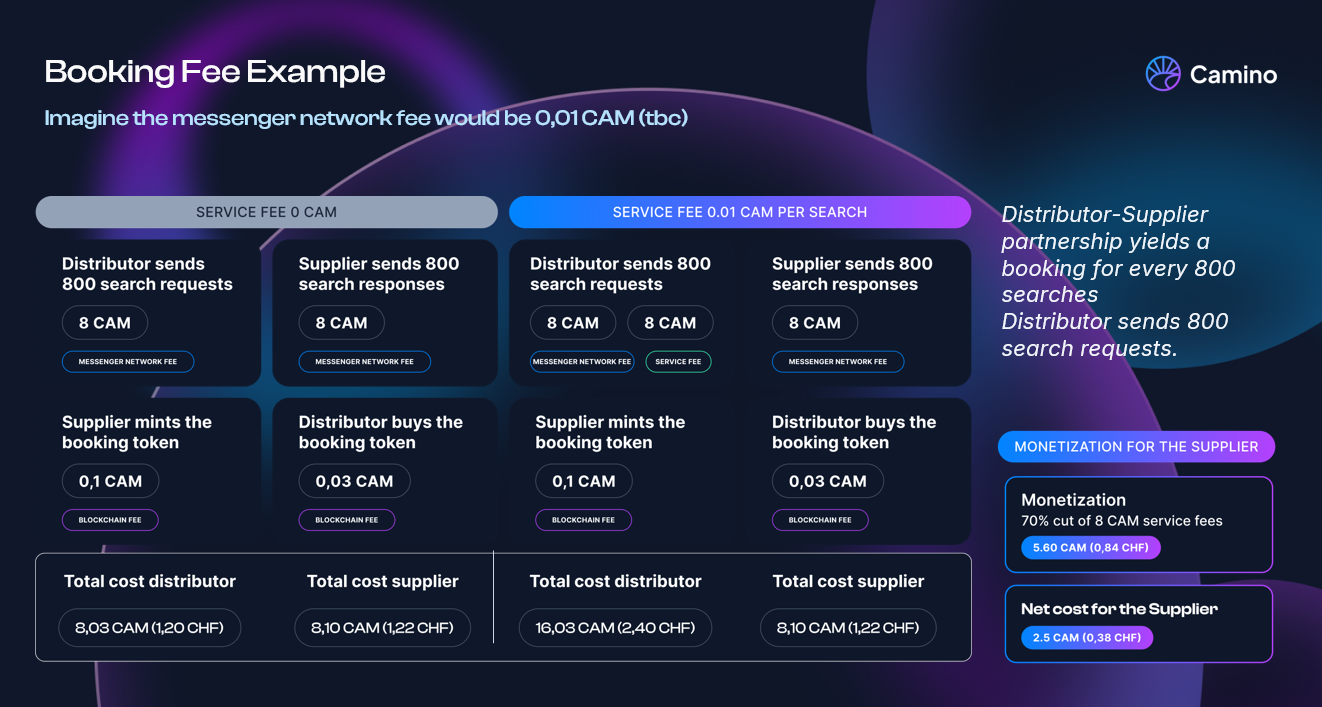 Booking Fee Example
Camino
Imagine the messenger network fee would be 0,01 CAM (tbc)
SERVICE FEE 0 CAM
SERVICE FEE 0.01 CAM PER SEARCH
Distributor sends
800 search requests
8 CAM
MESSENGER NETWORK FEE
Supplier sends 800
search responses
8 CAM
MESSENGER NETWORK FEE
Distributor sends 800
search requests
8 CAM
8 CAM
MESSENGER NETWORK FEE
SERVICE FEE
Supplier sends 800
search responses
8 CAM
MESSENGER NETWORK FEE
Supplier mints the
booking token
0,1 CAM
BLOCKCHAIN FEE
Distributor buys the
booking token
0,03 CAM
BLOCKCHAIN FEE
Supplier mints the
booking token
0,1 CAM
BLOCKCHAIN FEE
Distributor buys the
booking token
0,03 CAM
BLOCKCHAIN FEE
Total cost distributor
8,03 CAM (1,20 CHF)
Total cost supplier
8,10 CAM (1,22 CHF)
Total cost distributor
16,03 CAM (2,40 CHF)
Total cost supplier
8,10 CAM (1,22 CHF)
Distributor-Supplier
partnership yields a
booking for every 800
searches
Distributor sends 800
search requests.
MONETIZATION FOR THE SUPPLIER
Monetization
70% cut of 8 CAM service fees
5.60 CAM (0,84 CHF)
Net cost for the Supplier
2.5 CAM (0,38 CHF)